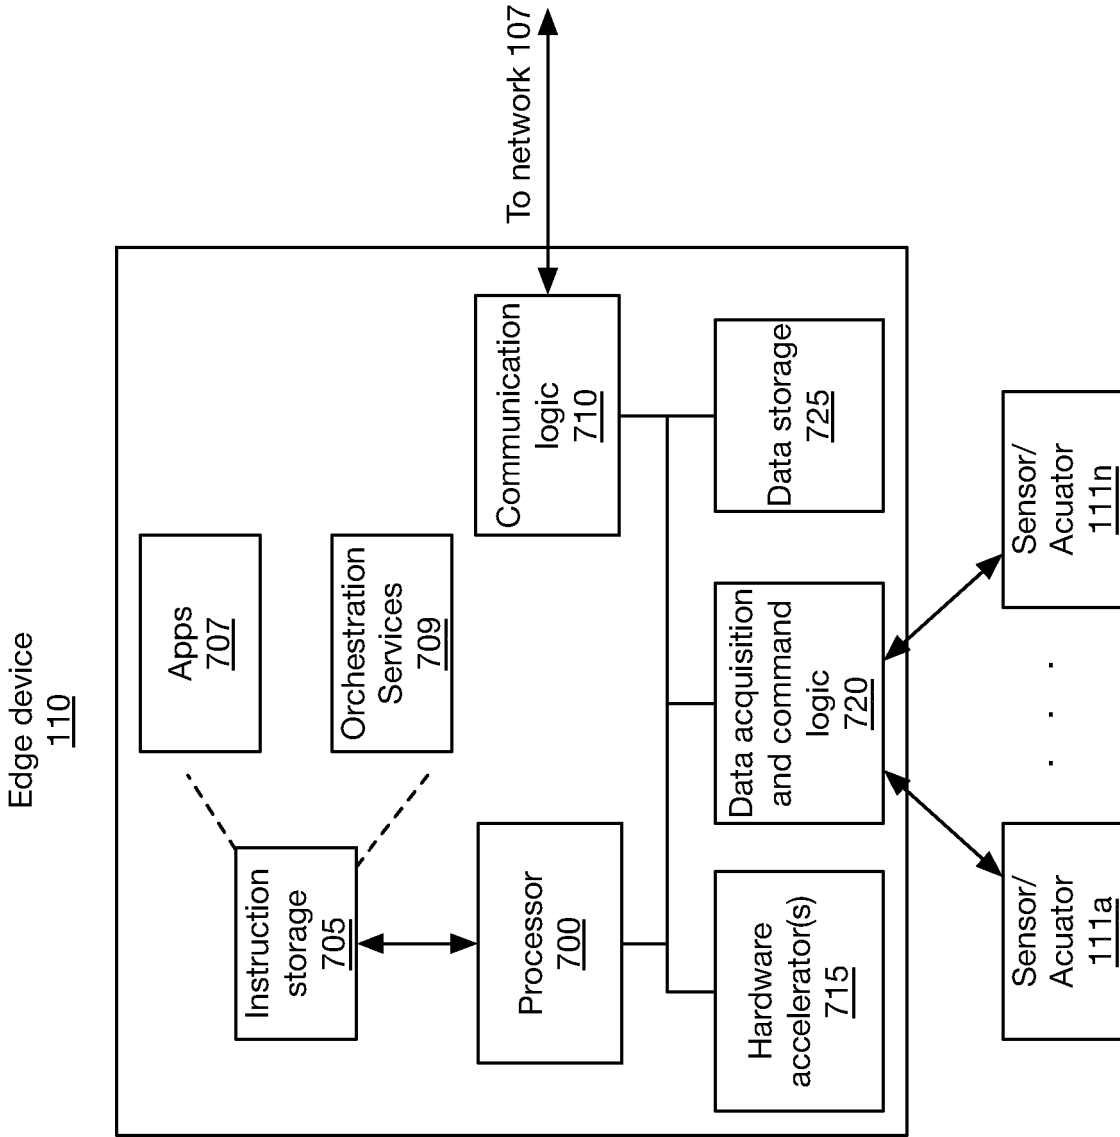 Edge device
110
Instruction
storage
705
Apps
707
Orchestration
Services
709
Processor
700
Communication
logic
710
To network 107
Hardware
accelerator(s)
715
Data acquisition
and command
logic
720
Data storage
725
Sensor/
Acuator
111a
. . .
Sensor/
Acuator
111n